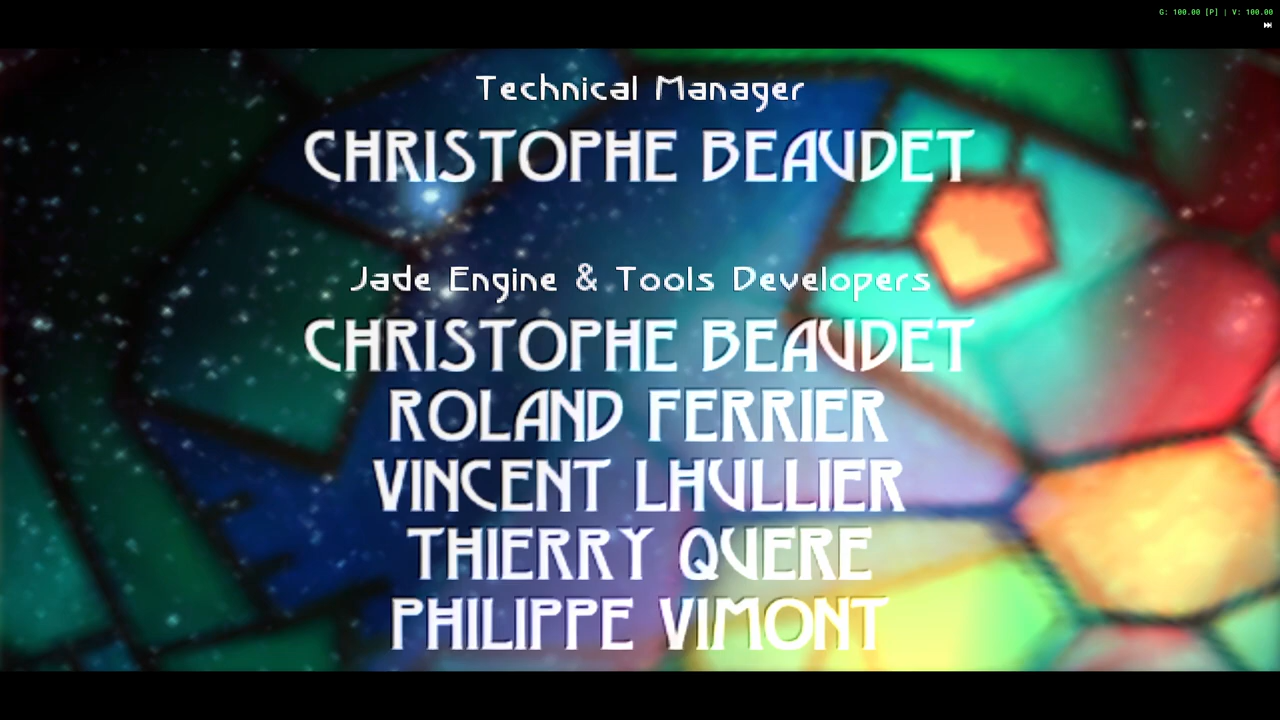 G: 100.00 [P] | V: 100.00
Technical Manager
CHRISTOPHE BEAUDET
Jade Engine & Tools Developers
CHRISTOPHE BEAUDET
ROLAND FERRIER
VINCENT LHULLIER
THIERRY QUERE
PHILIPPE VIMONT